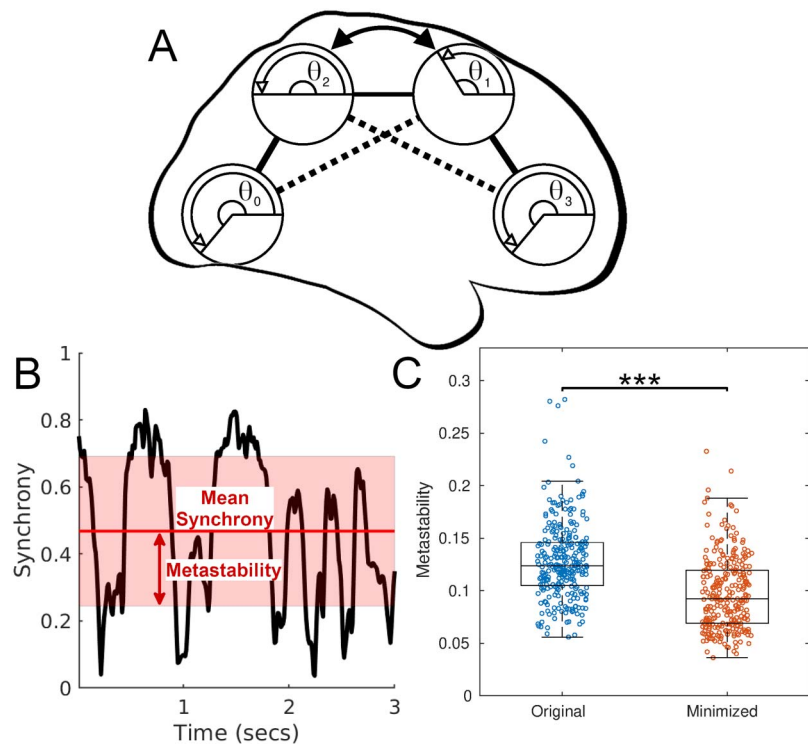 A
θ2
θ1
θ0
θ3
B
1
0.8
0.6
0.4
0.2
0
Synchrony
Mean
Synchrony
Metastability
1
2
3
Time (secs)
C
***
0.3
0.25
0.2
0.15
0.1
0.05
0
Metastability
Original
Minimized